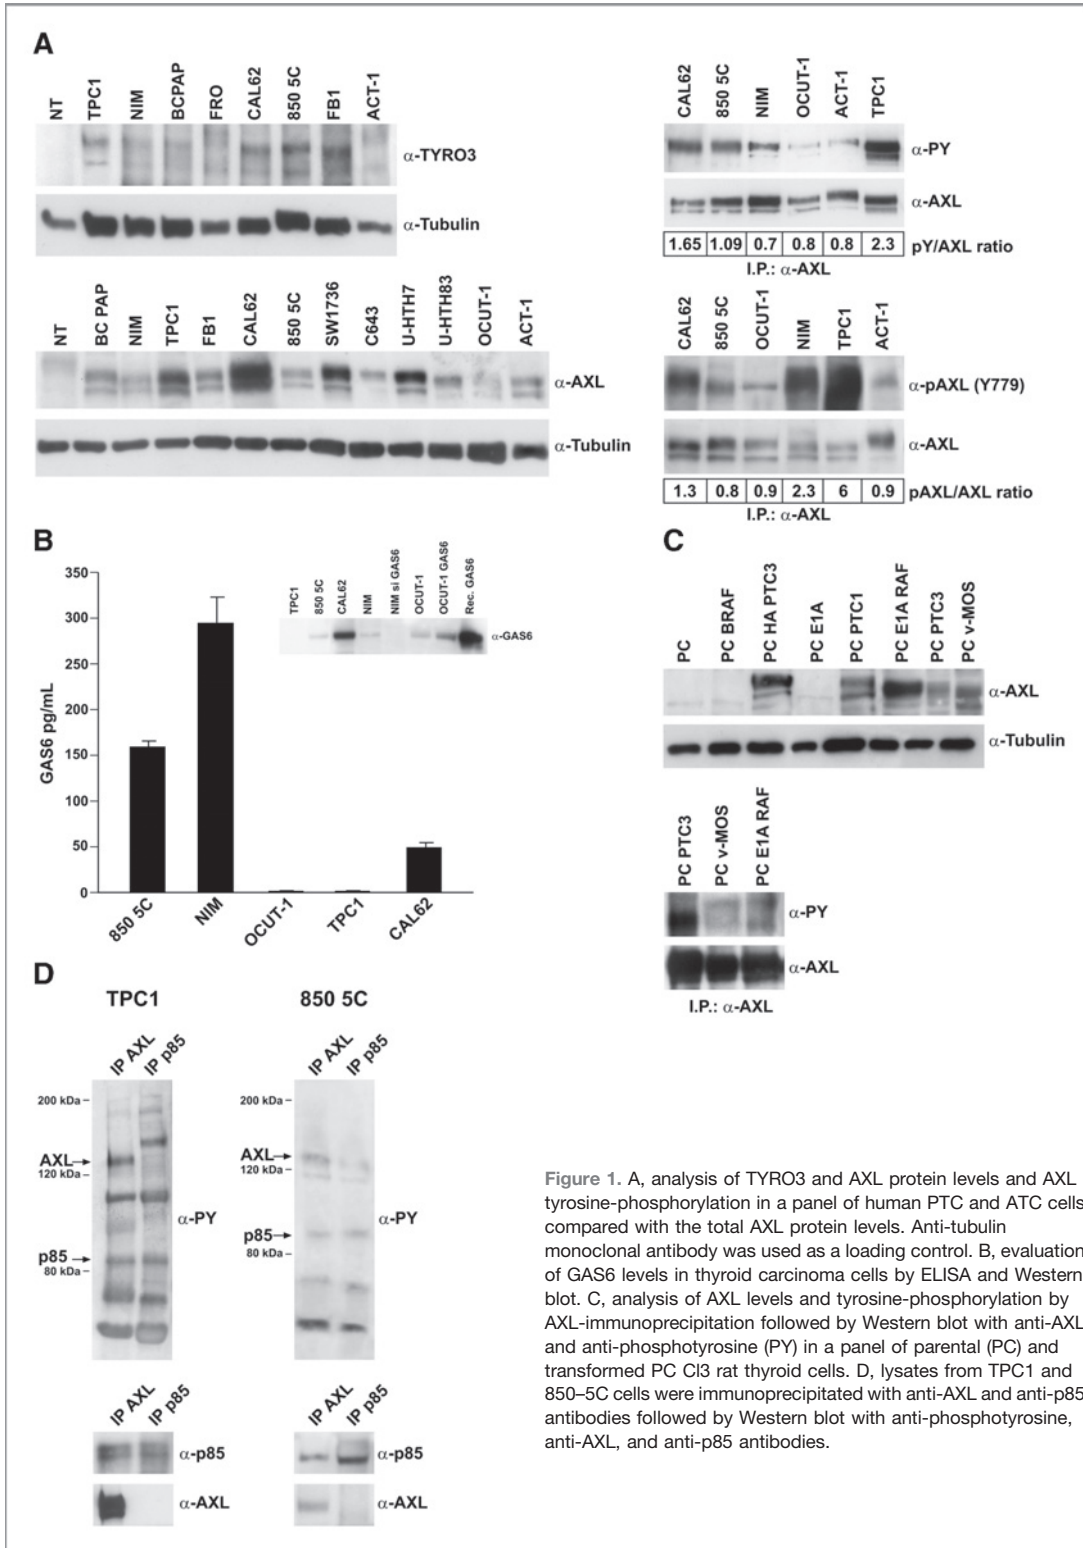 A
NT
TPC1
NIM
BCPAP
FRO
CAL62
850 5C
FB1
ACT-1
α-TYRO3
α-Tubulin
NT
BC PAP
NIM
TPC1
FB1
CAL62
850 5C
SW1736
C643
U-HTH7
U-HTH83
OCUT-1
ACT-1
α-AXL
α-Tubulin
CAL62
850 5C
NIM
OCUT-1
ACT-1
TPC1
α-PY
α-AXL
1.65 1.09 0.7 0.8 0.8 2.3 pY/AXL ratio
I.P.: α-AXL
CAL62
850 5C
OCUT-1
NIM
TPC1
ACT-1
α-pAXL (Y779)
α-AXL
1.3 0.8 0.9 2.3 6 0.9 pAXL/AXL ratio
I.P.: α-AXL
B
GAS6 pg/mL
350
300
250
200
150
100
50
0
850 5C
NIM
OCUT-1
TPC1
CAL62
TPC1
850 5C
CAL62
NIM
NIM si GAS6
OCUT-1
OCUT-1 GAS6
Rec. GAS6
α-GAS6
C
PC
PC BRAF
PC HA PTC3
PC E1A
PC PTC1
PC E1A RAF
PC PTC3
PC v-MOS
α-AXL
α-Tubulin
PC PTC3
PC v-MOS
PC E1A RAF
α-PY
α-AXL
I.P.: α-AXL
D
TPC1
IP AXL
IP p85
200 kDa
AXL
120 kDa
p85
80 kDa
α-PY
IP AXL
IP p85
α-p85
α-AXL
850 5C
IP AXL
IP p85
200 kDa
AXL
120 kDa
p85
80 kDa
α-PY
IP AXL
IP p85
α-p85
α-AXL
Figure 1. A, analysis of TYRO3 and AXL protein levels and AXL
tyrosine-phosphorylation in a panel of human PTC and ATC cells
compared with the total AXL protein levels. Anti-tubulin
monoclonal antibody was used as a loading control. B, evaluation
of GAS6 levels in thyroid carcinoma cells by ELISA and Western
blot. C, analysis of AXL levels and tyrosine-phosphorylation by
AXL-immunoprecipitation followed by Western blot with anti-AXL
and anti-phosphotyrosine (PY) in a panel of parental (PC) and
transformed PC Cl3 rat thyroid cells. D, lysates from TPC1 and
850–5C cells were immunoprecipitated with anti-AXL and anti-p85
antibodies followed by Western blot with anti-phosphotyrosine,
anti-AXL, and anti-p85 antibodies.